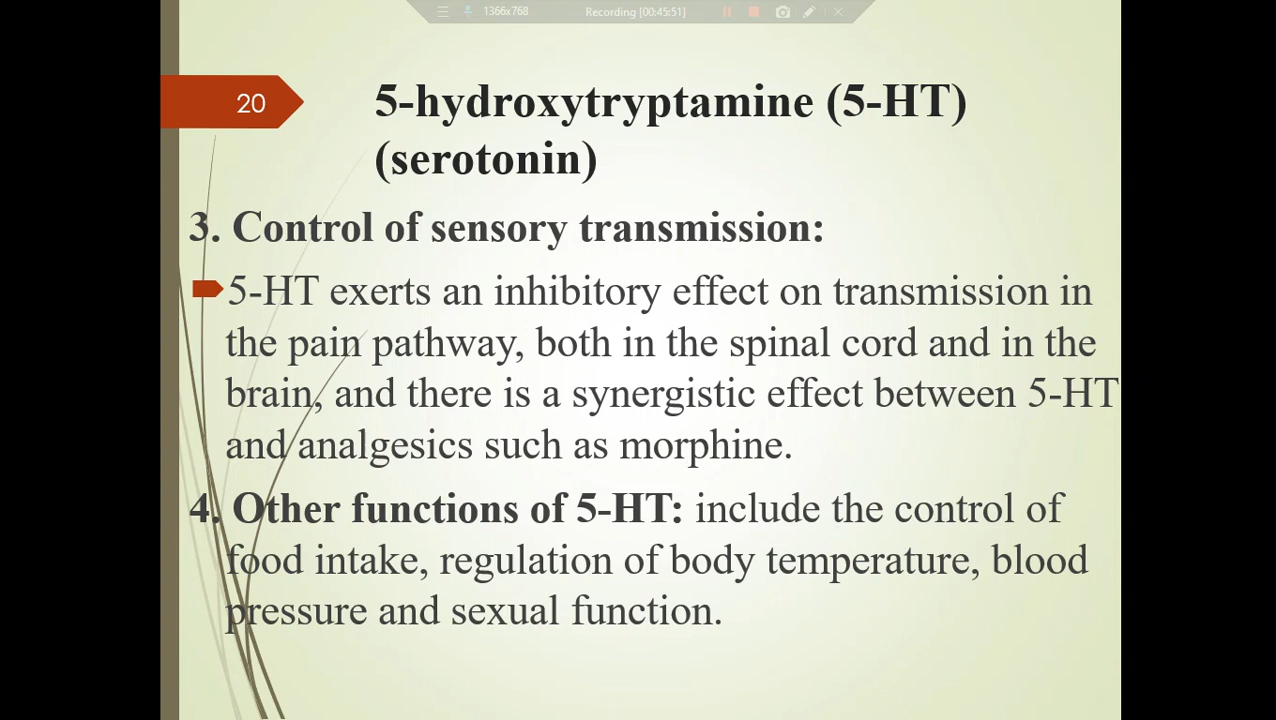 1366x768 Recording [00:45:51]
20
5-hydroxytryptamine (5-HT)
(serotonin)
3. Control of sensory transmission:
5-HT exerts an inhibitory effect on transmission in
the pain pathway, both in the spinal cord and in the
brain, and there is a synergistic effect between 5-HT
and analgesics such as morphine.
4. Other functions of 5-HT: include the control of
food intake, regulation of body temperature, blood
pressure and sexual function.